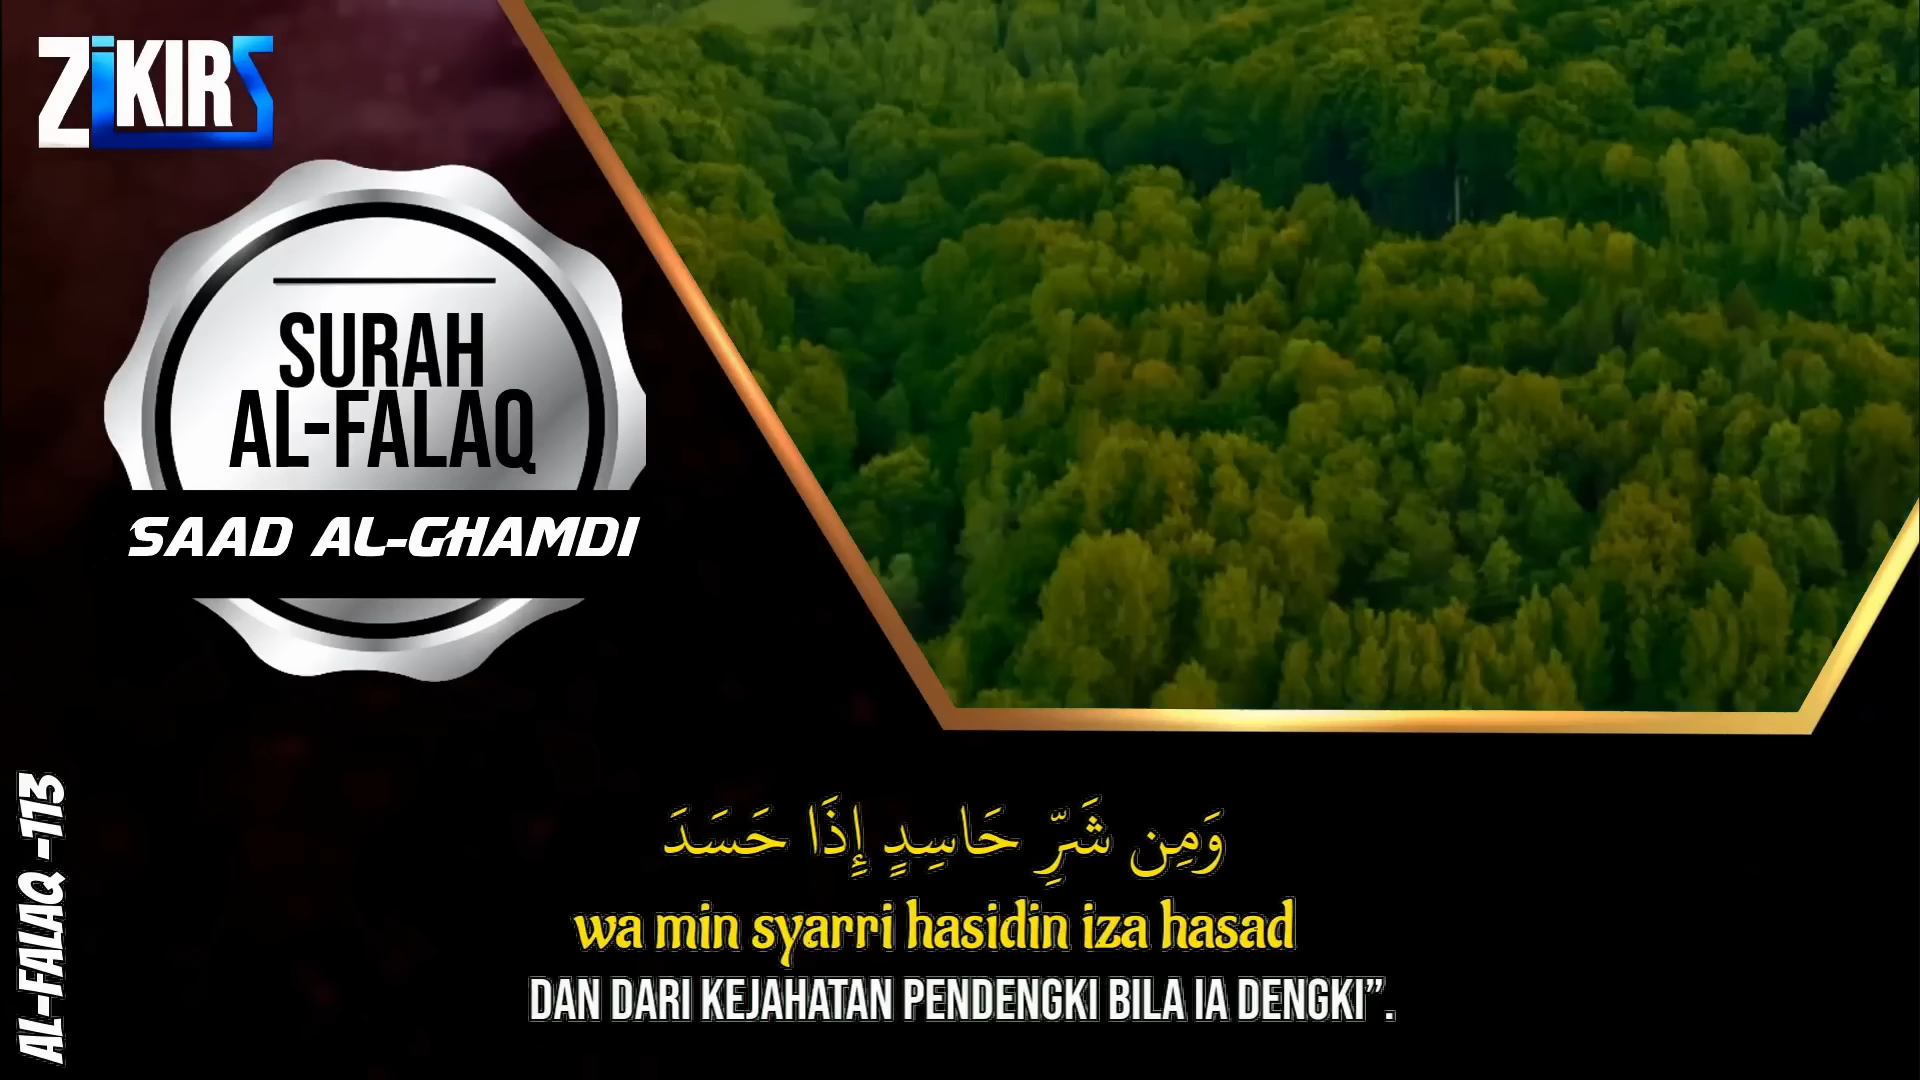 ZiKIRS
SURAH
AL-FALAQ
SAAD AL-GHAMDI
AL-FALAQ -113
وَمِن شَرِّ حَاسِدٍ إِذَا حَسَدَ
wa min syarri hasidin iza hasad
DAN DARI KEJAHATAN PENDENGKI BILA IA DENGKI”.